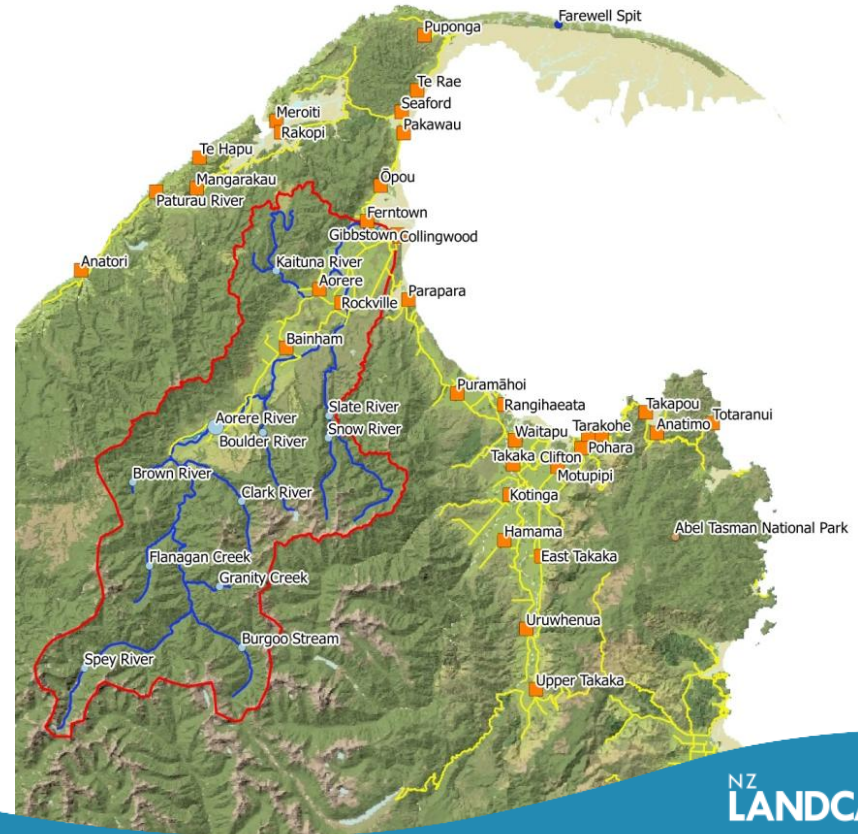 Farewell Spit
Puponga
Te Rae
Seaford
Meroiti
Rakopi
Pakawau
Te Hapu
Mangarakau
Ōpou
Paturau River
Ferntown
Gibbstown
Collingwood
Anatori
Kaituna River
Aorere
Rockville
Parapara
Bainham
Puramāhoi
Rangihaeata
Takapou
Aorere River
Slate River
Totaranui
Boulder River
Snow River
Waitapu
Tarakohe
Anatimo
Takaka
Clifton
Pohara
Brown River
Motupipi
Clark River
Kotinga
Abel Tasman National Park
Hamama
East Takaka
Flanagan Creek
Granity Creek
Uruwhenua
Burgoo Stream
Spey River
Upper Takaka
NZ